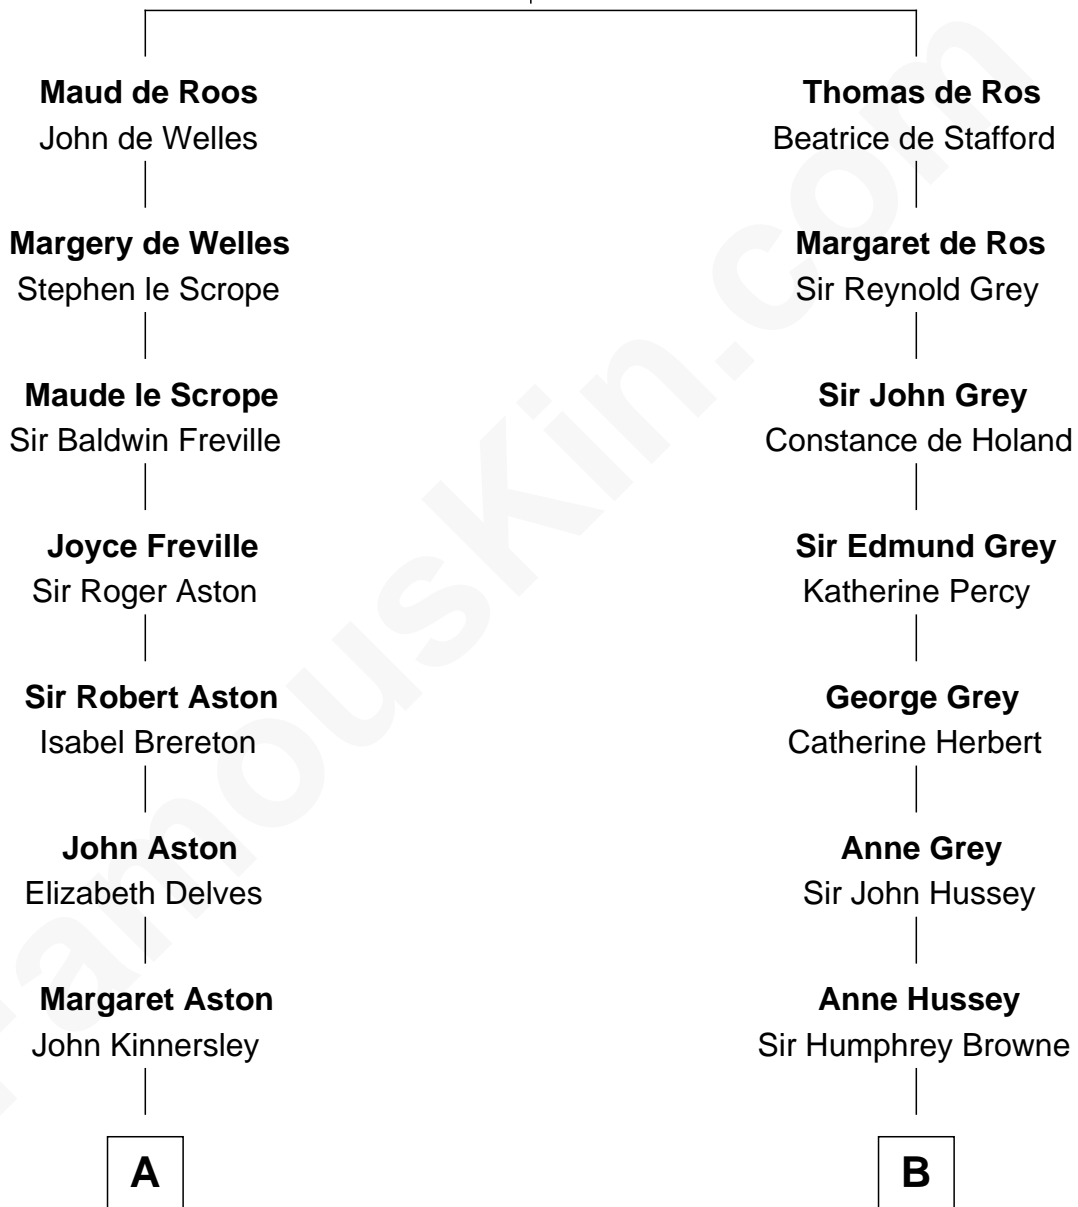 Maud de Roos
John de Welles
Thomas de Ros
Beatrice de Stafford
Margery de Welles
Stephen le Scrope
Margaret de Ros
Sir Reynold Grey
Maude le Scrope
Sir Baldwin Freville
Sir John Grey
Constance de Holand
Joyce Freville
Sir Roger Aston
Sir Edmund Grey
Katherine Percy
Sir Robert Aston
Isabel Brereton
George Grey
Catherine Herbert
John Aston
Elizabeth Delves
Anne Grey
Sir John Hussey
Margaret Aston
John Kinnersley
Anne Hussey
Sir Humphrey Browne
A
B
FamousKin.com